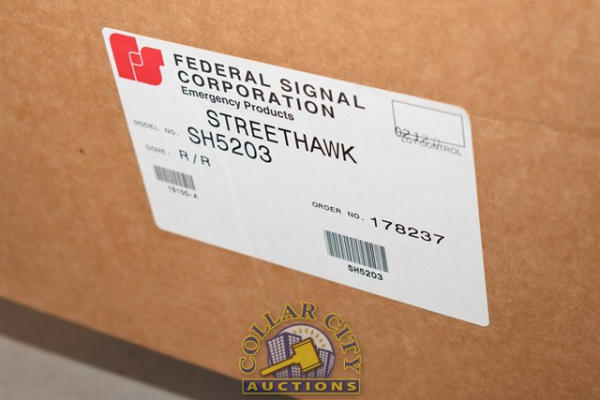 FEDERAL SIGNAL
CORPORATION
Emergency Products
STREETHAWK
MODEL NO. SH5203
DOME: R/R
LOT CONTROL
ORDER NO. 178237
SH5203
COLLAR CITY
AUCTIONS